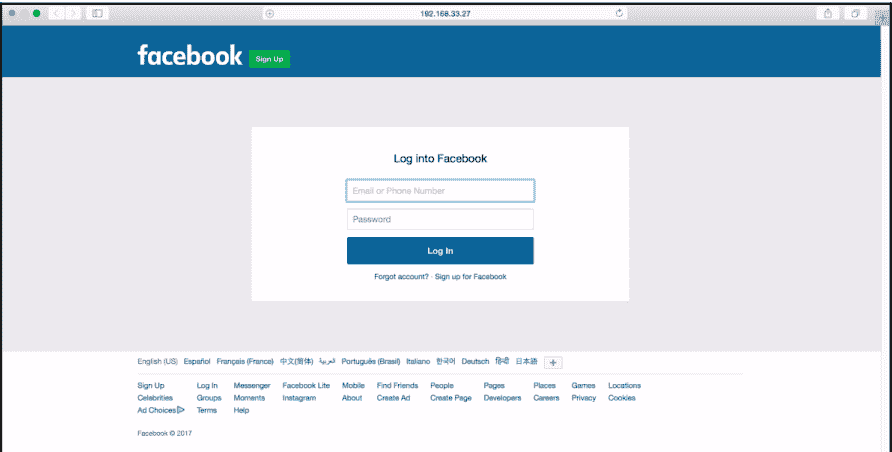 192.168.33.27
facebook Sign Up
Log into Facebook
Email or Phone Number
Password
Log In
Forgot account? · Sign up for Facebook
English (US) Español Français (France) 中文(简体) العربية Português (Brasil) Italiano 한국어 Deutsch हिन्दी 日本語 +
Sign Up Log In Messenger Facebook Lite Mobile Find Friends People Pages Places Games Locations
Celebrities Groups Moments Instagram About Create Ad Create Page Developers Careers Privacy Cookies
Ad Choices Terms Help
Facebook © 2017